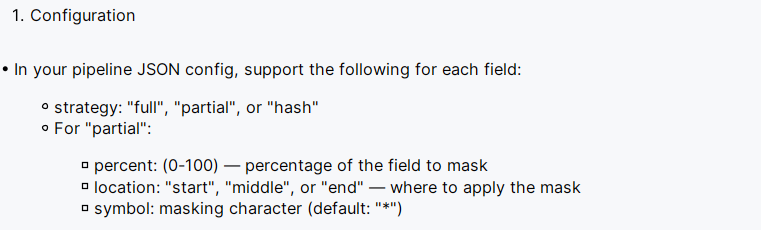 1. Configuration
• In your pipeline JSON config, support the following for each field:
◦ strategy: "full", "partial", or "hash"
◦ For "partial":
▫ percent: (0-100) — percentage of the field to mask
▫ location: "start", "middle", or "end" — where to apply the mask
▫ symbol: masking character (default: "*")